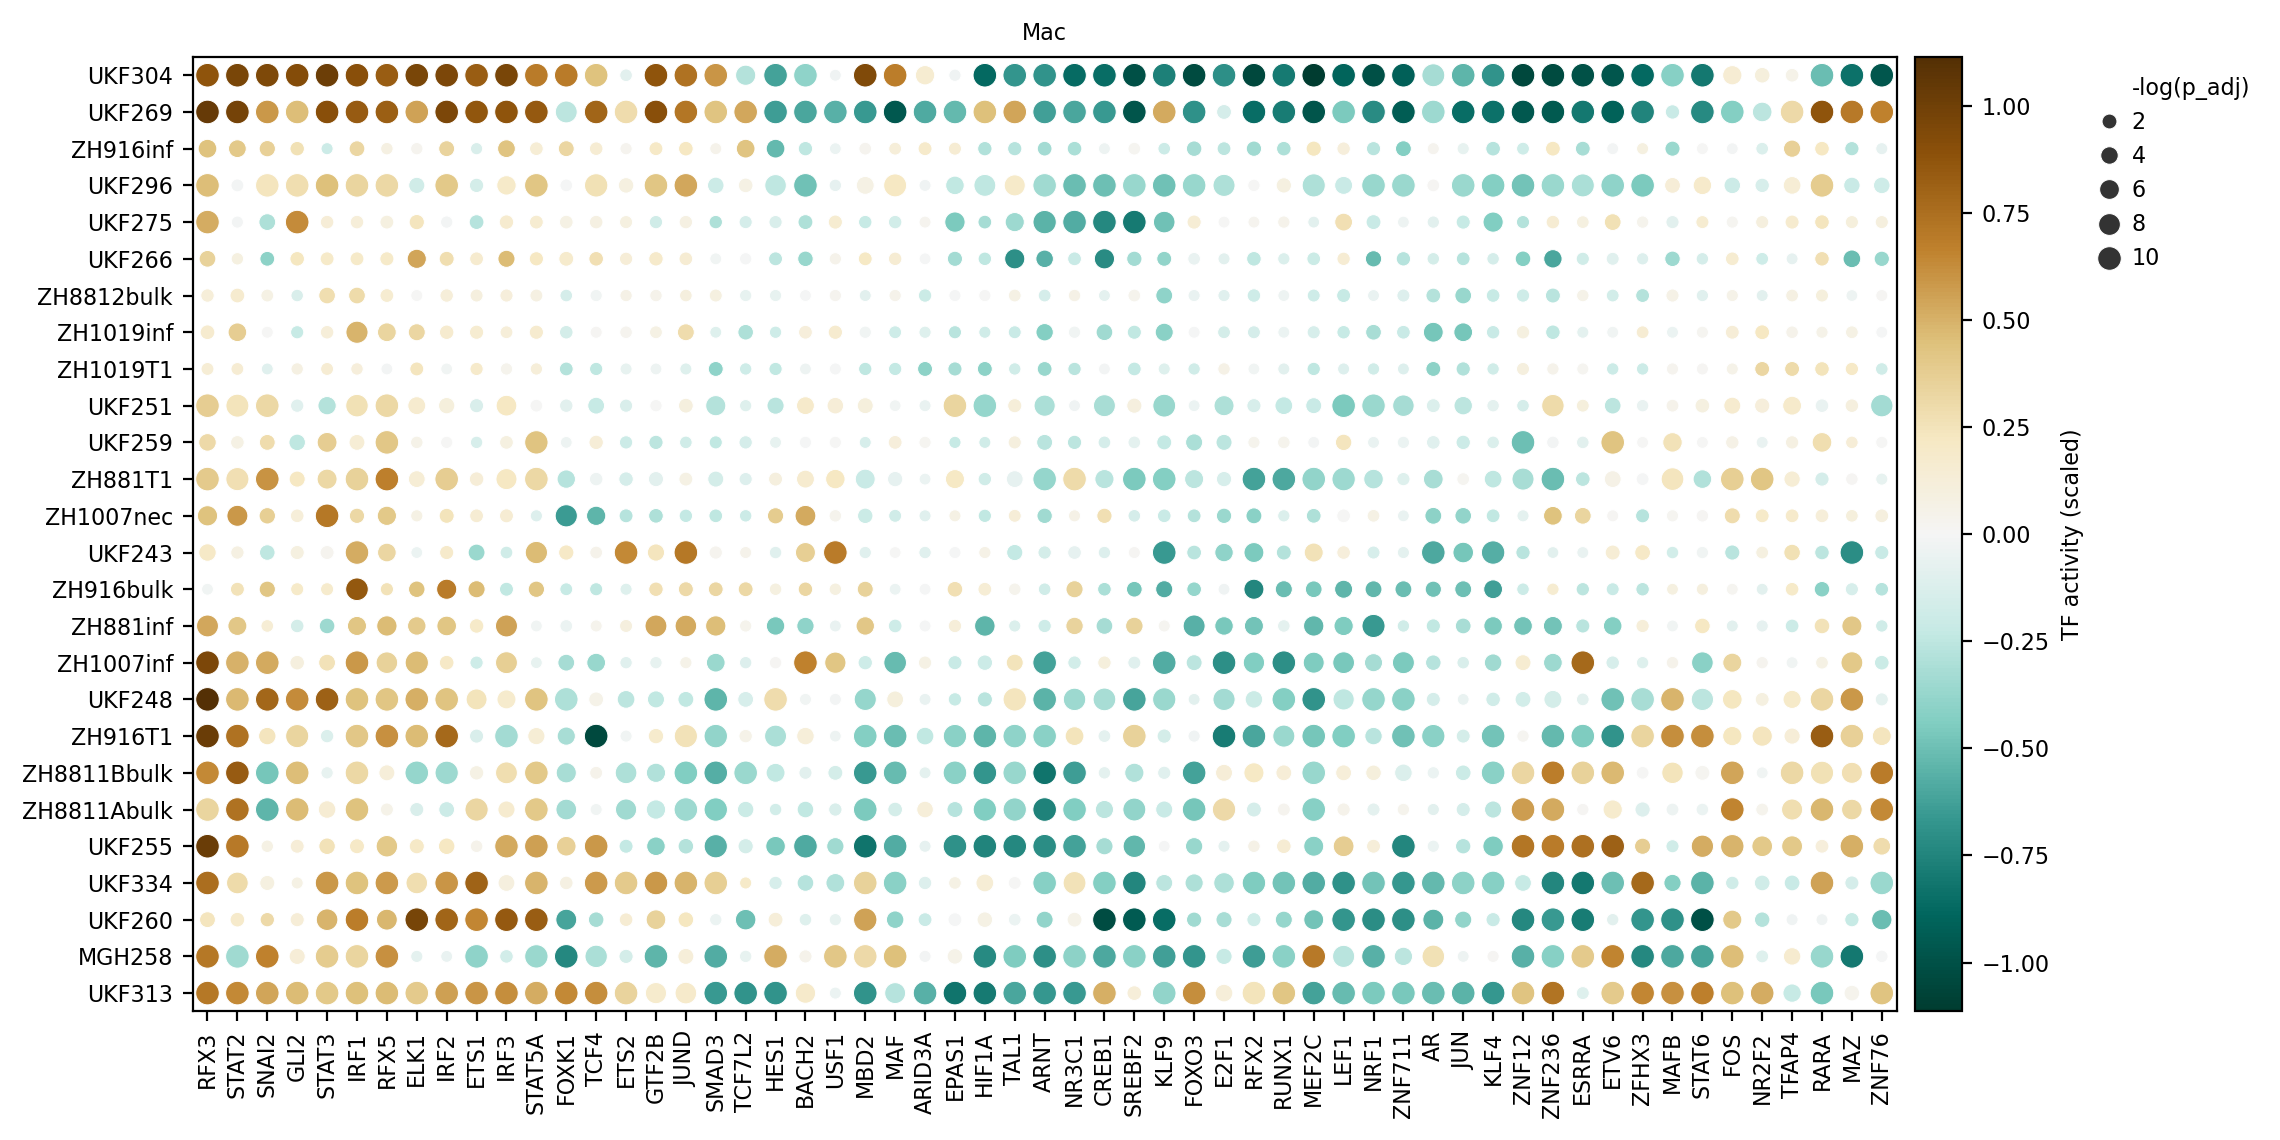 Mac
UKF304
UKF269
ZH916inf
UKF296
UKF275
UKF266
ZH8812bulk
ZH1019inf
ZH1019T1
UKF251
UKF259
ZH881T1
ZH1007nec
UKF243
ZH916bulk
ZH881inf
ZH1007inf
UKF248
ZH916T1
ZH8811Bbulk
ZH8811Abulk
UKF255
UKF334
UKF260
MGH258
UKF313
RFX3
STAT2
SNAI2
GLI2
STAT3
IRF1
RFX5
ELK1
IRF2
ETS1
IRF3
STAT5A
FOXK1
TCF4
ETS2
GTF2B
JUND
SMAD3
TCF7L2
HES1
BACH2
USF1
MBD2
MAF
ARID3A
EPAS1
HIF1A
TAL1
ARNT
NR3C1
CREB1
SREBF2
KLF9
FOXO3
E2F1
RFX2
RUNX1
MEF2C
LEF1
NRF1
ZNF711
AR
JUN
KLF4
ZNF12
ZNF236
ESRRA
ETV6
ZFHX3
MAFB
STAT6
FOS
NR2F2
TFAP4
RARA
MAZ
ZNF76
1.00
0.75
0.50
0.25
0.00
−0.25
−0.50
−0.75
−1.00
TF activity (scaled)
-log(p_adj)
2
4
6
8
10